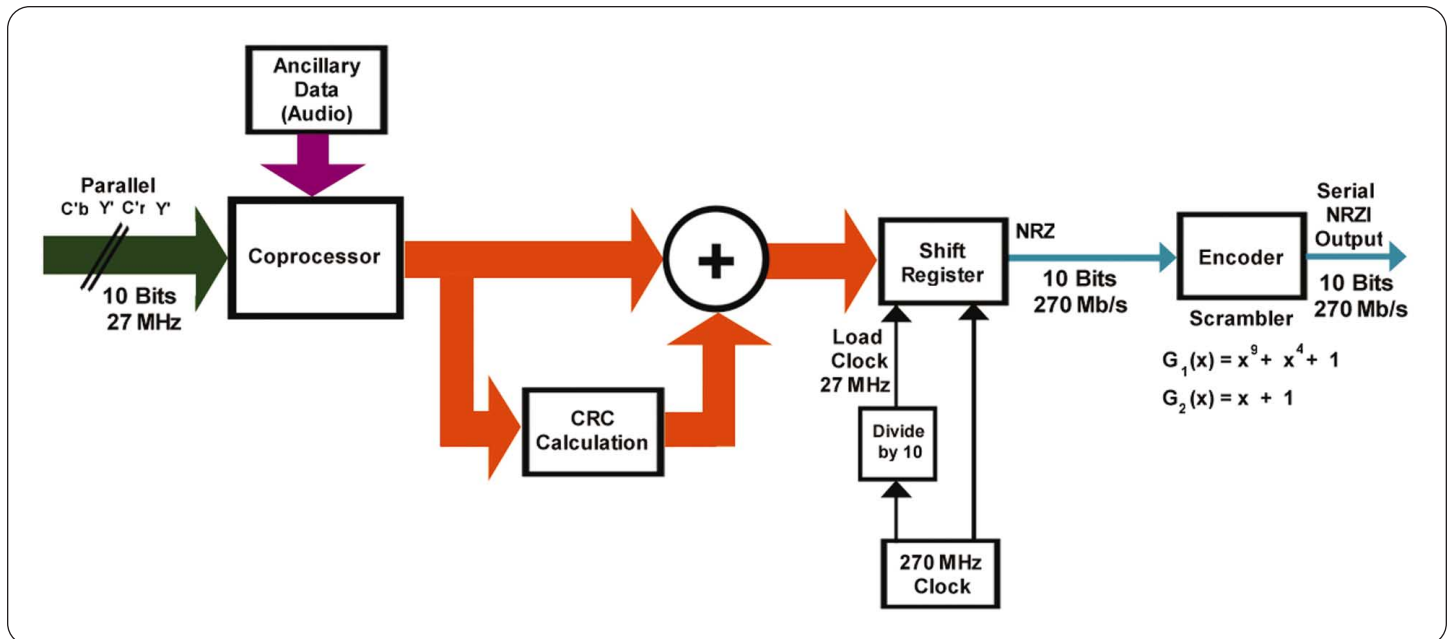 Ancillary
Data
(Audio)
Parallel
C'b Y' C'r Y'
10 Bits
27 MHz
Coprocessor
+
CRC
Calculation
Shift
Register
Load
Clock
27 MHz
Divide
by 10
270 MHz
Clock
NRZ
10 Bits
270 Mb/s
Encoder
Scrambler
G₁(x) = x⁹ + x⁴ + 1
G₂(x) = x + 1
Serial
NRZI
Output
10 Bits
270 Mb/s